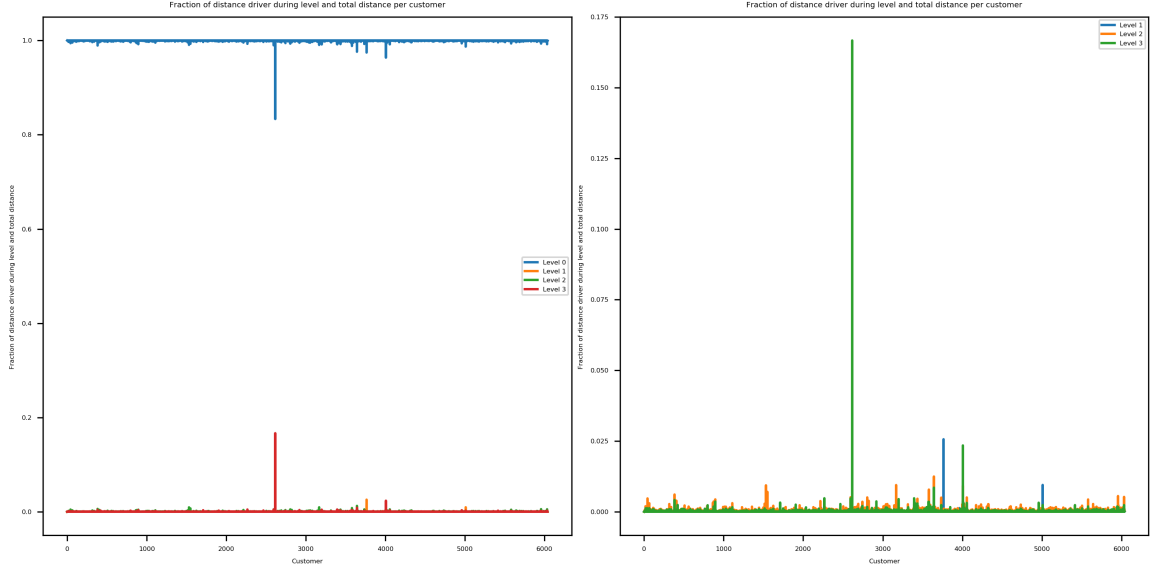 Fraction of distance driver during level and total distance per customer
1.0
0.8
0.6
0.4
0.2
0.0
Fraction of distance driver during level and total distance
0
1000
2000
3000
4000
5000
6000
Customer
Level 0
Level 1
Level 2
Level 3
Fraction of distance driver during level and total distance per customer
0.175
0.150
0.125
0.100
0.075
0.050
0.025
0.000
Fraction of distance driver during level and total distance
0
1000
2000
3000
4000
5000
6000
Customer
Level 1
Level 2
Level 3